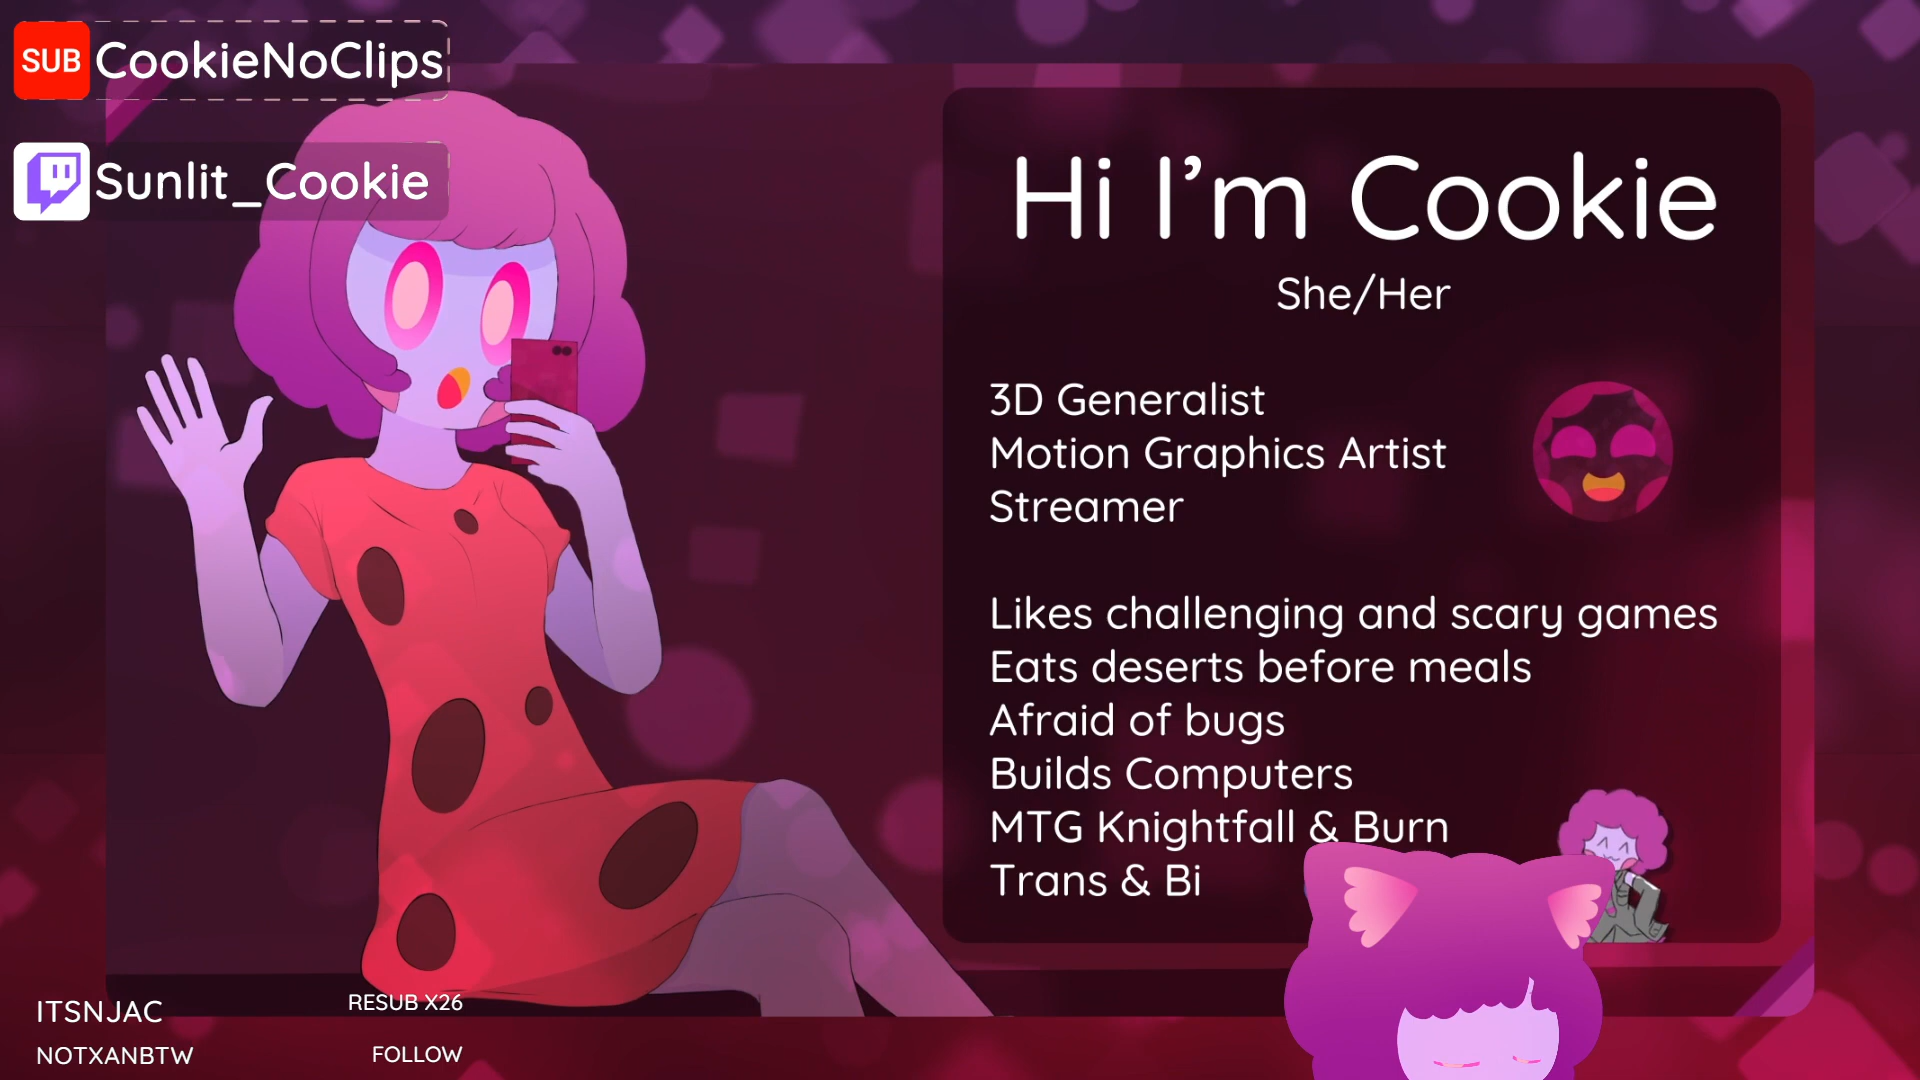 SUB CookieNoClips
Sunlit_Cookie
Hi I’m Cookie
She/Her
3D Generalist
Motion Graphics Artist
Streamer
Likes challenging and scary games
Eats deserts before meals
Afraid of bugs
Builds Computers
MTG Knightfall & Burn
Trans & Bi
ITSNJAC RESUB X26
NOTXANBTW FOLLOW